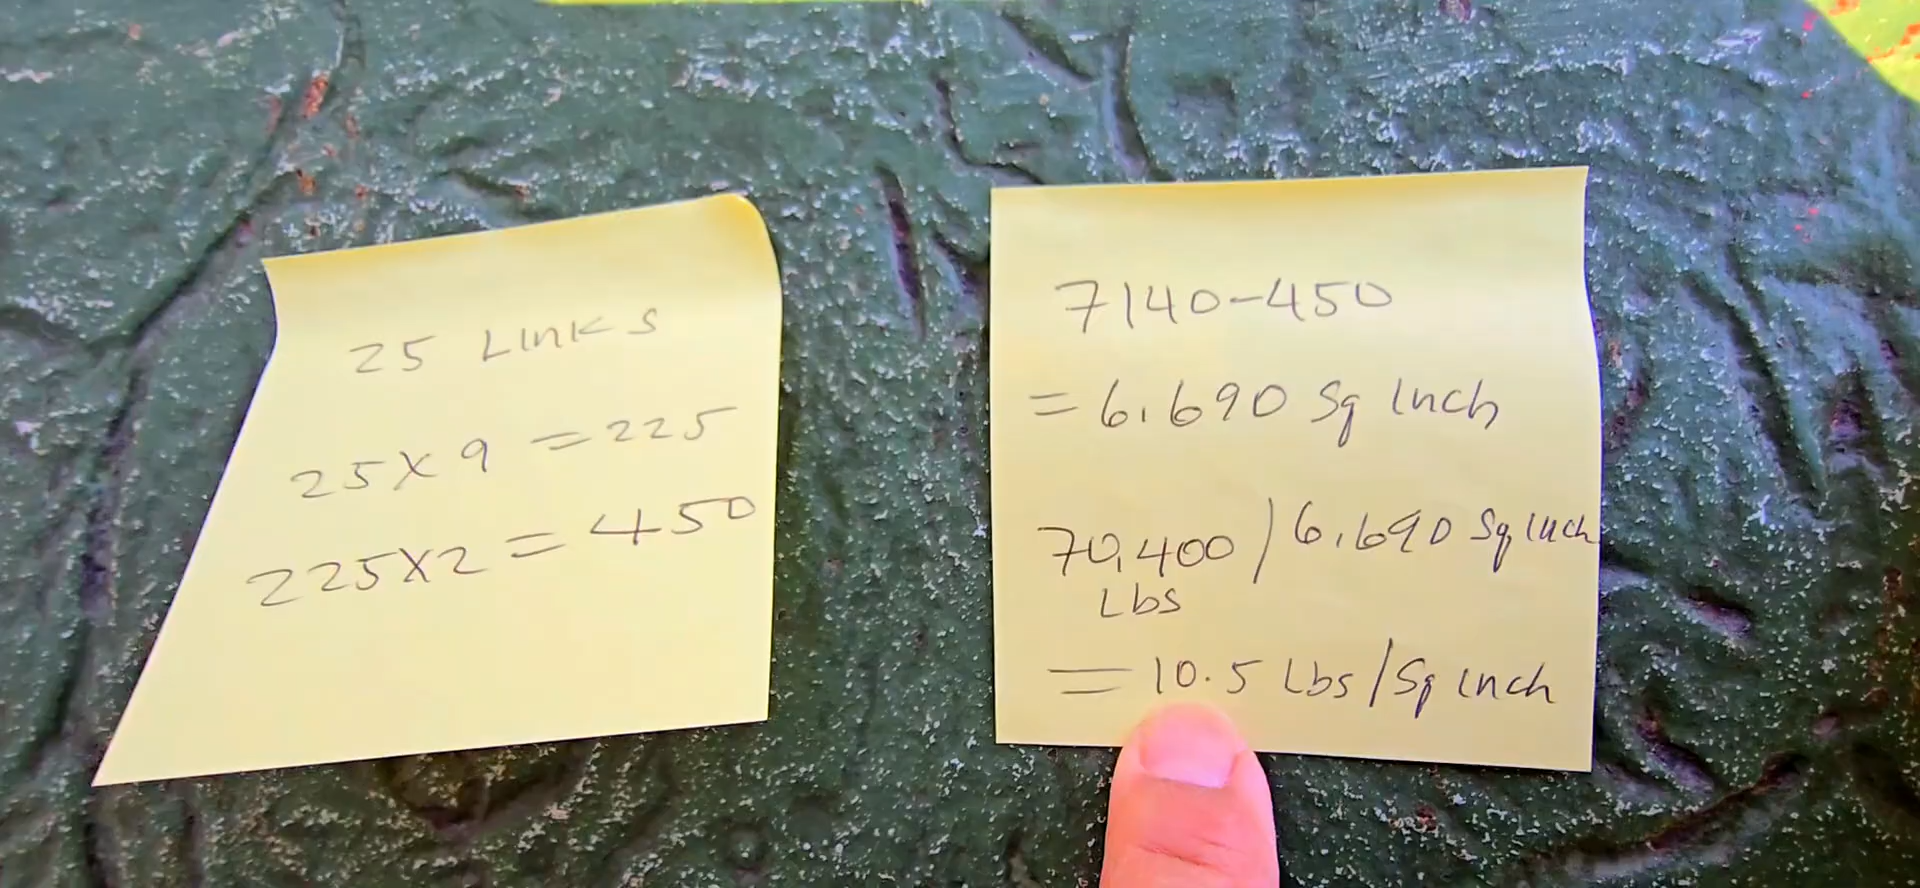 25 Links
25x9 = 225
225x2 = 450
7140-450
= 6,690 Sq Inch
70,400 / 6,690 Sq Inch
Lbs
= 10.5 Lbs/Sq Inch